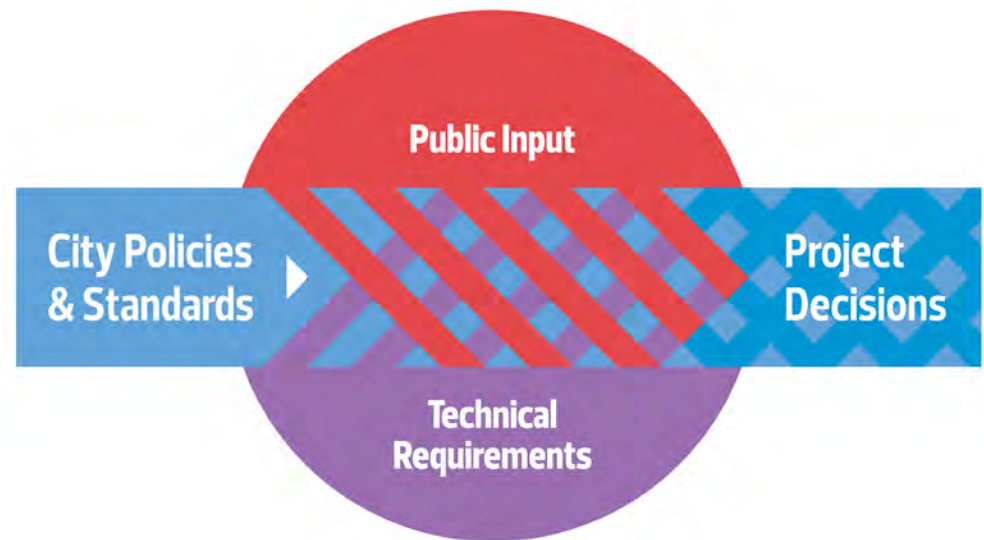 Public Input
City Policies
& Standards
Project
Decisions
Technical
Requirements